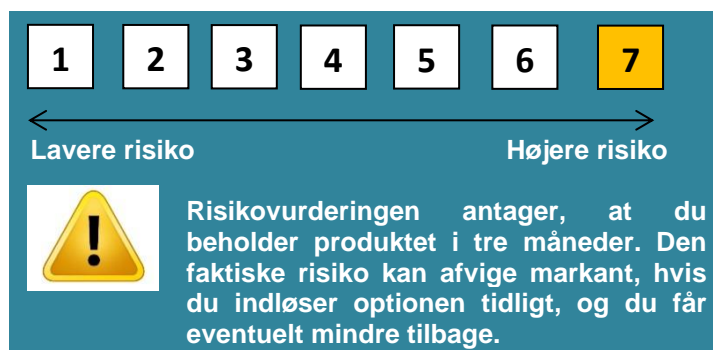 1 2 3 4 5 6 7
Lavere risiko Højere risiko
Risikovurderingen antager, at du
beholder produktet i tre måneder. Den
faktiske risiko kan afvige markant, hvis
du indløser optionen tidligt, og du får
eventuelt mindre tilbage.